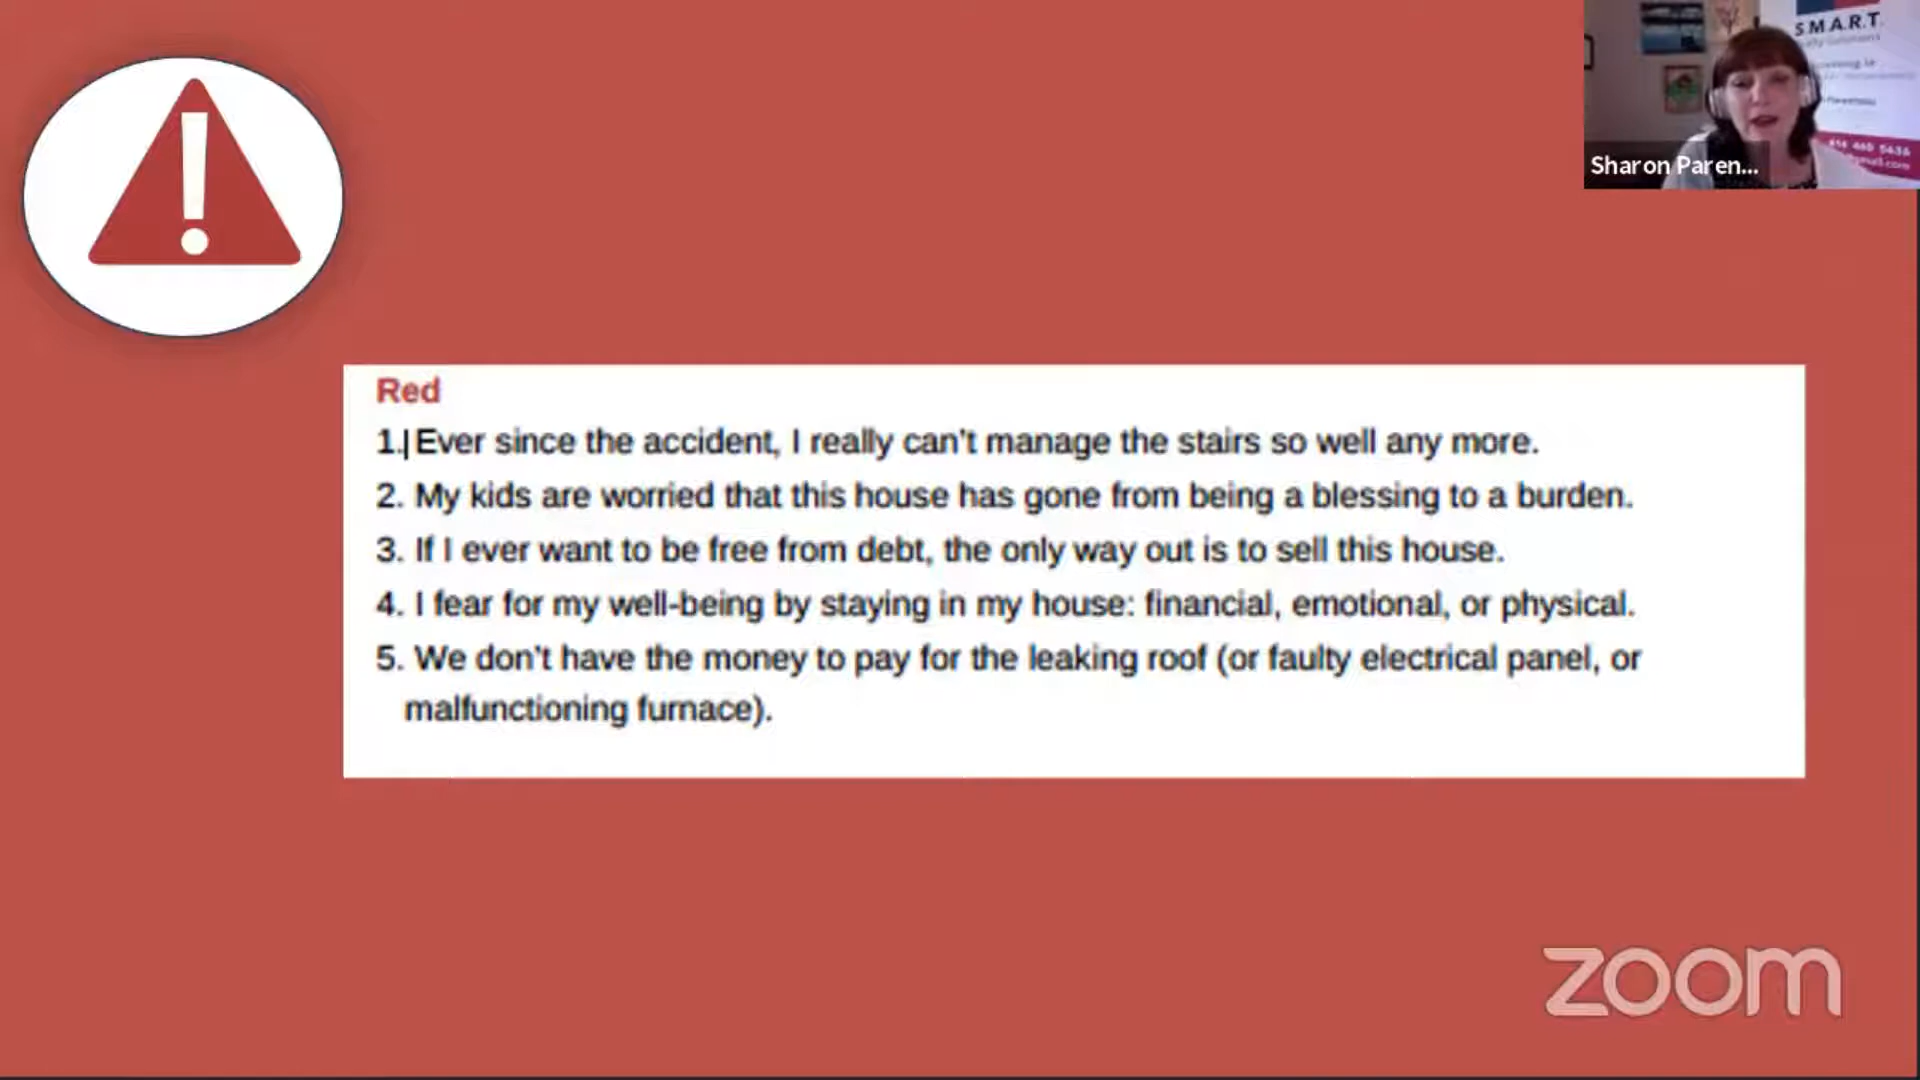 S.M.A.R.T.
Sharon Paren...
Red
1. Ever since the accident, I really can't manage the stairs so well any more.
2. My kids are worried that this house has gone from being a blessing to a burden.
3. If I ever want to be free from debt, the only way out is to sell this house.
4. I fear for my well-being by staying in my house: financial, emotional, or physical.
5. We don't have the money to pay for the leaking roof (or faulty electrical panel, or
malfunctioning furnace).
zoom